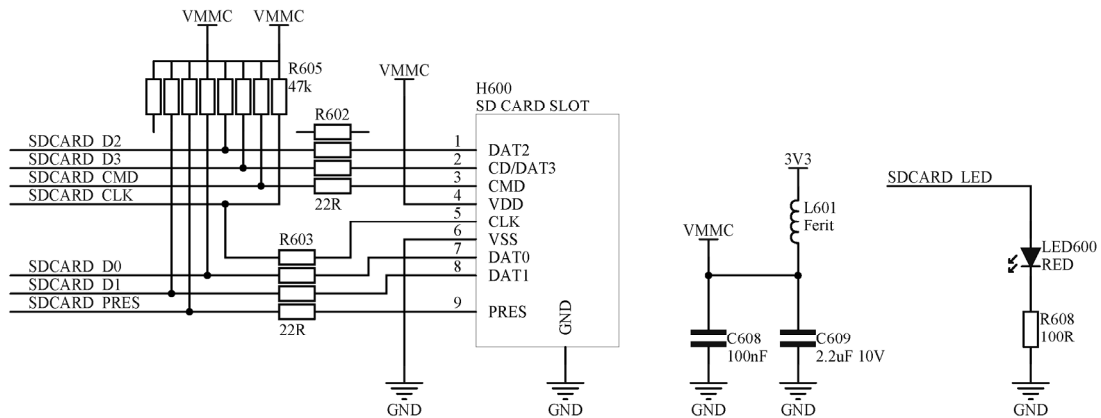 VMMC VMMC
R605
47k
VMMC
H600
SD CARD SLOT
R602
SDCARD D2
SDCARD D3
SDCARD CMD
SDCARD CLK
22R
1 DAT2
2 CD/DAT3
3 CMD
4 VDD
5 CLK
6 VSS
7 DAT0
8 DAT1
9 PRES
GND
R603
SDCARD D0
SDCARD D1
SDCARD PRES
22R
GND
GND
3V3
L601
Ferit
VMMC
C608
100nF
C609
2.2uF 10V
GND
GND
SDCARD LED
LED600
RED
R608
100R
GND